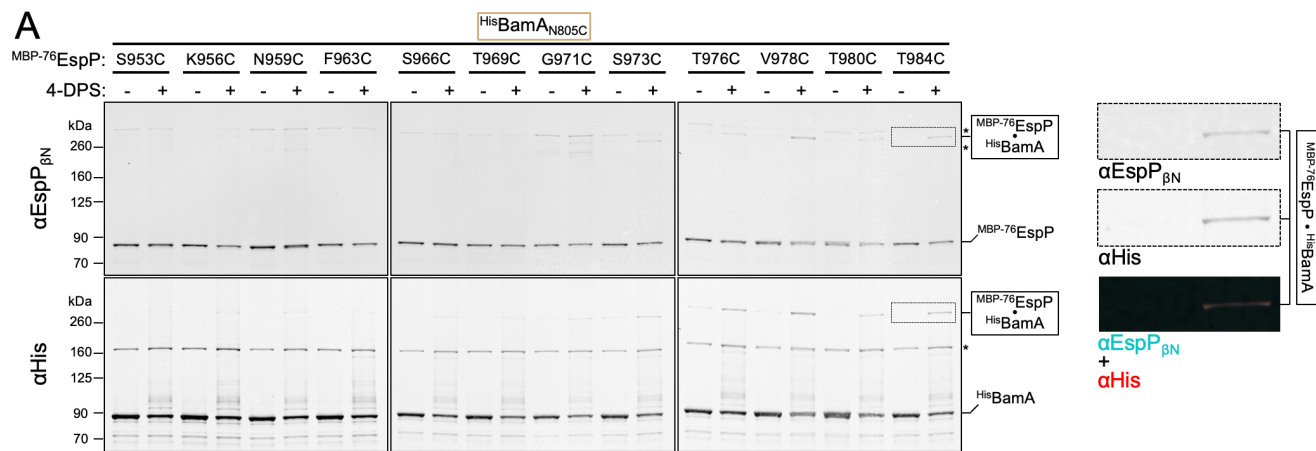 A
HisBamAN805C
MBP-76EspP: S953C K956C N959C F963C S966C T969C G971C S973C T976C V978C T980C T984C
4-DPS: - + - + - + - + - + - + - + - + - + - + - + - +
αEspPβN
kDa
260
160
125
90
70
*
*
MBP-76EspP
•
HisBamA
MBP-76EspP
αHis
kDa
260
160
125
90
70
MBP-76EspP
•
HisBamA
*
HisBamA
αEspPβN
αHis
αEspPβN
+
αHis
MBP-76EspP • HisBamA